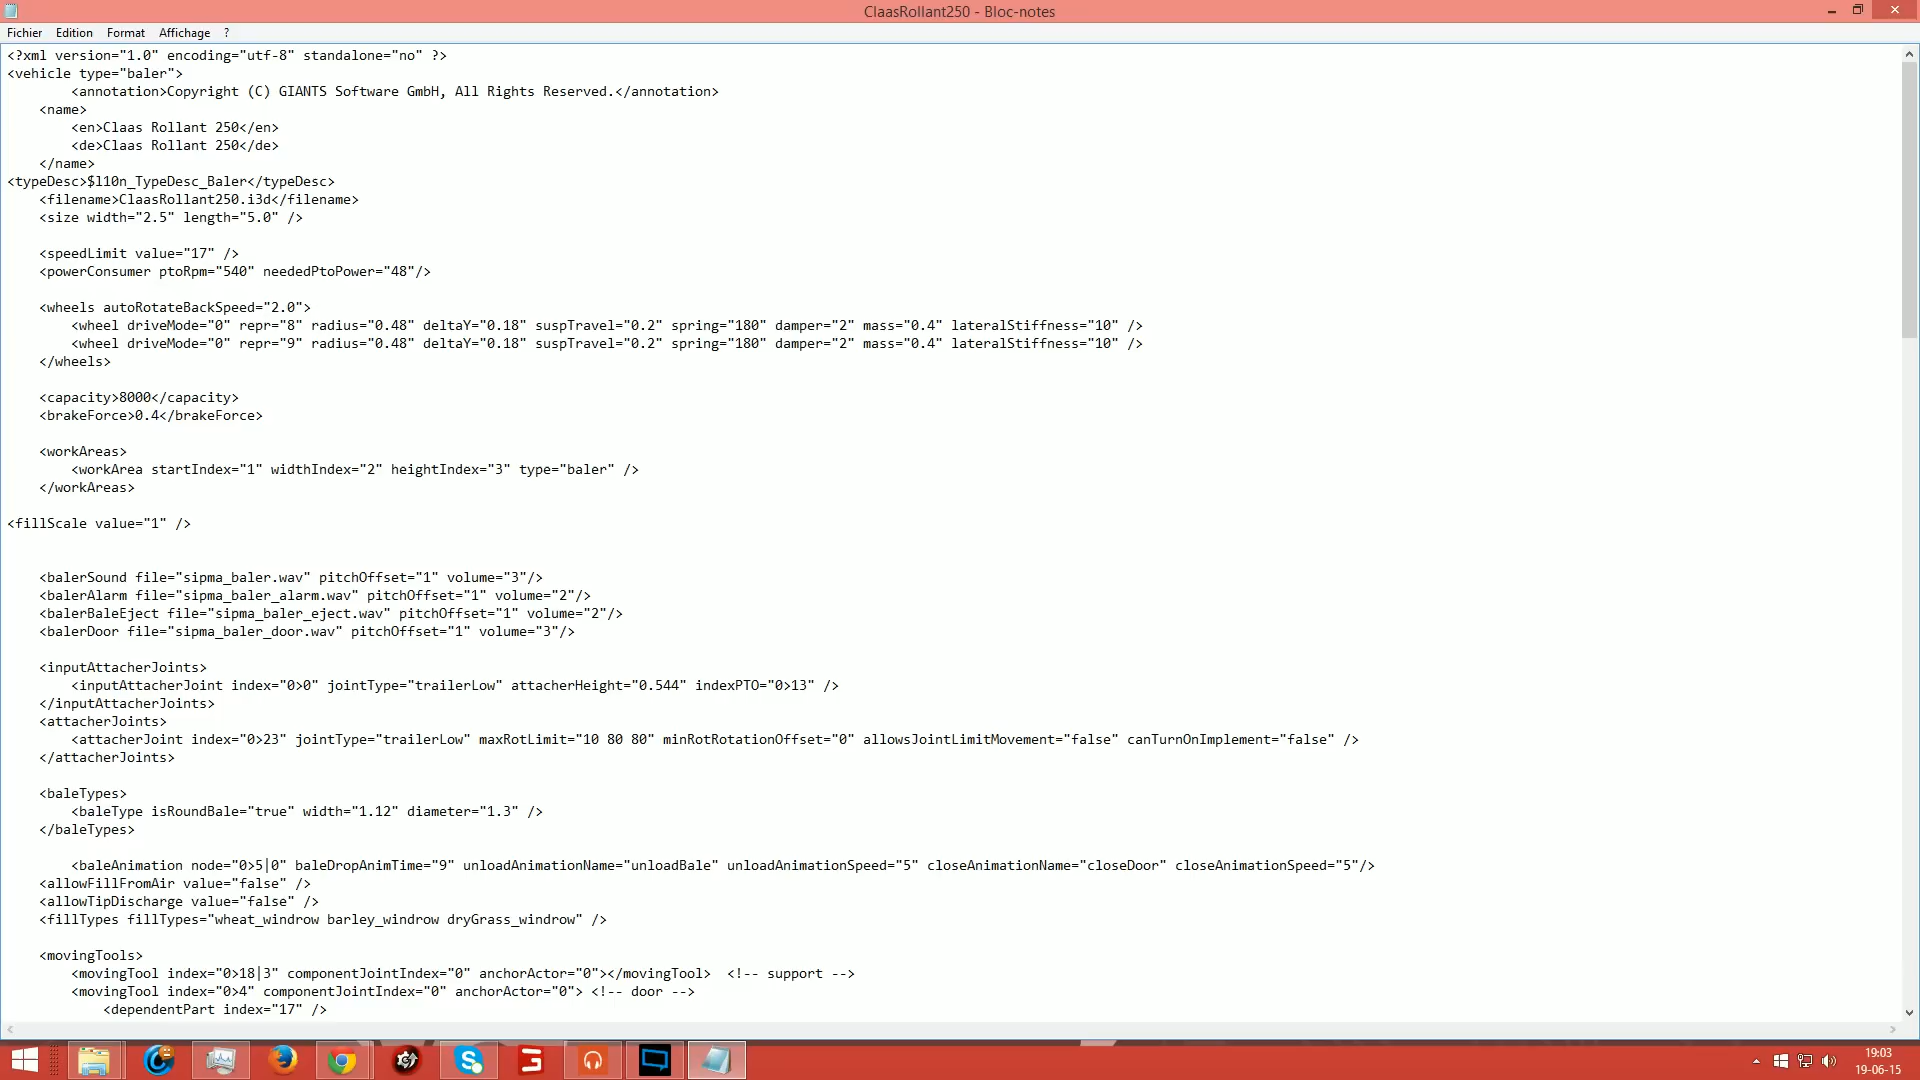 ClaasRollant250 - Bloc-notes
Fichier Edition Format Affichage ?
<?xml version="1.0" encoding="utf-8" standalone="no" ?>
<vehicle type="baler">
<annotation>Copyright (C) GIANTS Software GmbH, All Rights Reserved.</annotation>
<name>
<en>Claas Rollant 250</en>
<de>Claas Rollant 250</de>
</name>
<typeDesc>$l10n_TypeDesc_Baler</typeDesc>
<filename>ClaasRollant250.i3d</filename>
<size width="2.5" length="5.0" />
<speedLimit value="17" />
<powerConsumer ptoRpm="540" neededPtoPower="48"/>
<wheels autoRotateBackSpeed="2.0">
<wheel driveMode="0" repr="8" radius="0.48" deltaY="0.18" suspTravel="0.2" spring="180" damper="2" mass="0.4" lateralStiffness="10" />
<wheel driveMode="0" repr="9" radius="0.48" deltaY="0.18" suspTravel="0.2" spring="180" damper="2" mass="0.4" lateralStiffness="10" />
</wheels>
<capacity>8000</capacity>
<brakeForce>0.4</brakeForce>
<workAreas>
<workArea startIndex="1" widthIndex="2" heightIndex="3" type="baler" />
</workAreas>
<fillScale value="1" />
<balerSound file="sipma_baler.wav" pitchOffset="1" volume="3"/>
<balerAlarm file="sipma_baler_alarm.wav" pitchOffset="1" volume="2"/>
<balerBaleEject file="sipma_baler_eject.wav" pitchOffset="1" volume="2"/>
<balerDoor file="sipma_baler_door.wav" pitchOffset="1" volume="3"/>
<inputAttacherJoints>
<inputAttacherJoint index="0>0" jointType="trailerLow" attacherHeight="0.544" indexPTO="0>13" />
</inputAttacherJoints>
<attacherJoints>
<attacherJoint index="0>23" jointType="trailerLow" maxRotLimit="10 80 80" minRotRotationOffset="0" allowsJointLimitMovement="false" canTurnOnImplement="false" />
</attacherJoints>
<baleTypes>
<baleType isRoundBale="true" width="1.12" diameter="1.3" />
</baleTypes>
<baleAnimation node="0>5|0" baleDropAnimTime="9" unloadAnimationName="unloadBale" unloadAnimationSpeed="5" closeAnimationName="closeDoor" closeAnimationSpeed="5"/>
<allowFillFromAir value="false" />
<allowTipDischarge value="false" />
<fillTypes fillTypes="wheat_windrow barley_windrow dryGrass_windrow" />
<movingTools>
<movingTool index="0>18|3" componentJointIndex="0" anchorActor="0"></movingTool>  <!-- support -->
<movingTool index="0>4" componentJointIndex="0" anchorActor="0"> <!-- door -->
<dependentPart index="17" />
19:03
19-06-15